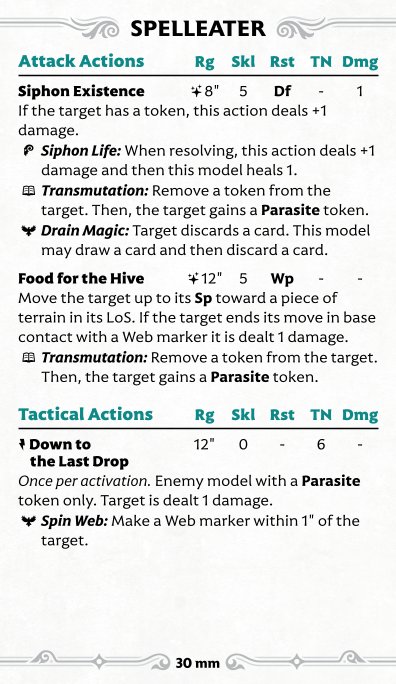 SPELLEATER
Attack Actions Rg Skl Rst TN Dmg
Siphon Existence 8" 5 Df - 1
If the target has a token, this action deals +1
damage.
Siphon Life: When resolving, this action deals +1
damage and then this model heals 1.
Transmutation: Remove a token from the
target. Then, the target gains a Parasite token.
Drain Magic: Target discards a card. This model
may draw a card and then discard a card.
Food for the Hive 12" 5 Wp - -
Move the target up to its Sp toward a piece of
terrain in its LoS. If the target ends its move in base
contact with a Web marker it is dealt 1 damage.
Transmutation: Remove a token from the target.
Then, the target gains a Parasite token.
Tactical Actions Rg Skl Rst TN Dmg
Down to 12" 0 - 6 -
the Last Drop
Once per activation. Enemy model with a Parasite
token only. Target is dealt 1 damage.
Spin Web: Make a Web marker within 1" of the
target.
30 mm